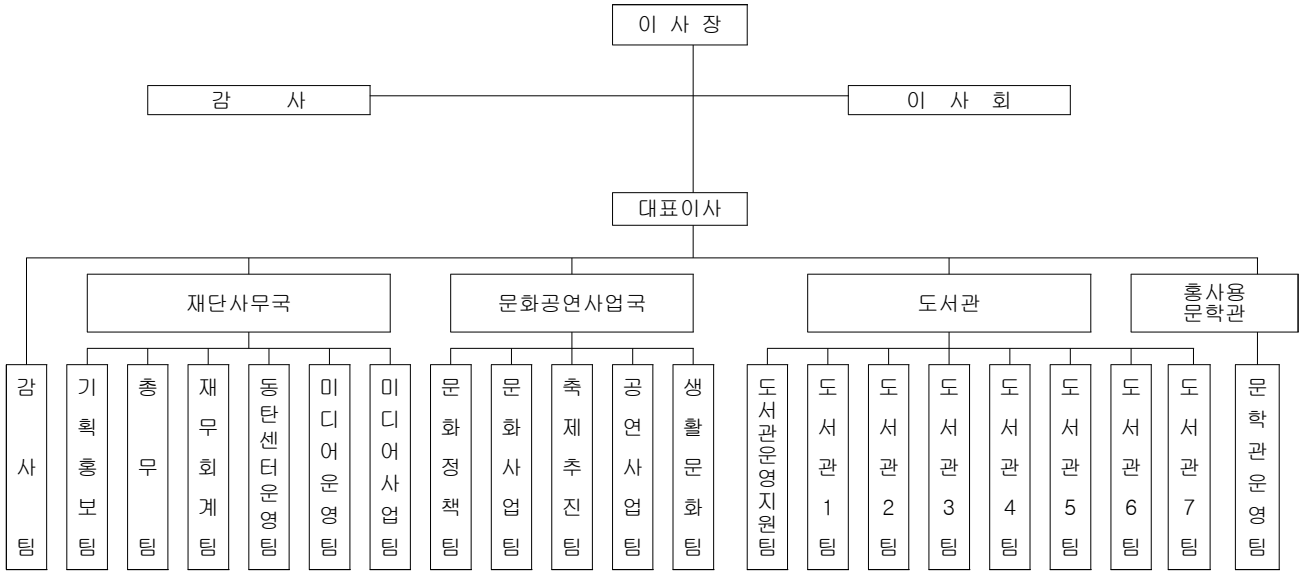 이 사 장
감 사
이 사 회
대표이사
재단사무국
문화공연사업국
도서관
홍사용
문학관
감사팀
기획홍보팀
총무팀
재무회계팀
동탄센터운영팀
미디어운영팀
미디어사업팀
문화정책팀
문화사업팀
축제추진팀
공연사업팀
생활문화팀
도서관운영지원팀
도서관1팀
도서관2팀
도서관3팀
도서관4팀
도서관5팀
도서관6팀
도서관7팀
문학관운영팀